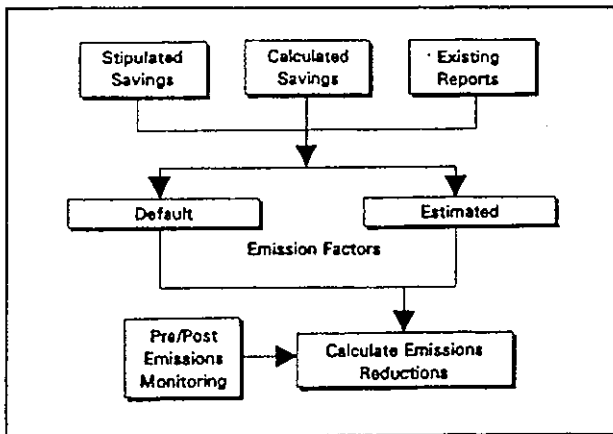 Stipulated
Savings
Calculated
Savings
Existing
Reports
Default
Estimated
Emission Factors
Pre/Post
Emissions
Monitoring
Calculate Emissions
Reductions